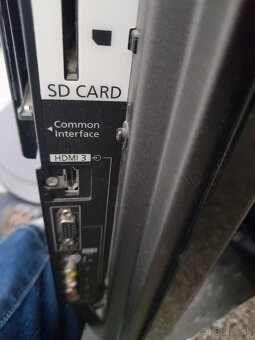 SD CARD
Common
Interface
HDMI 3